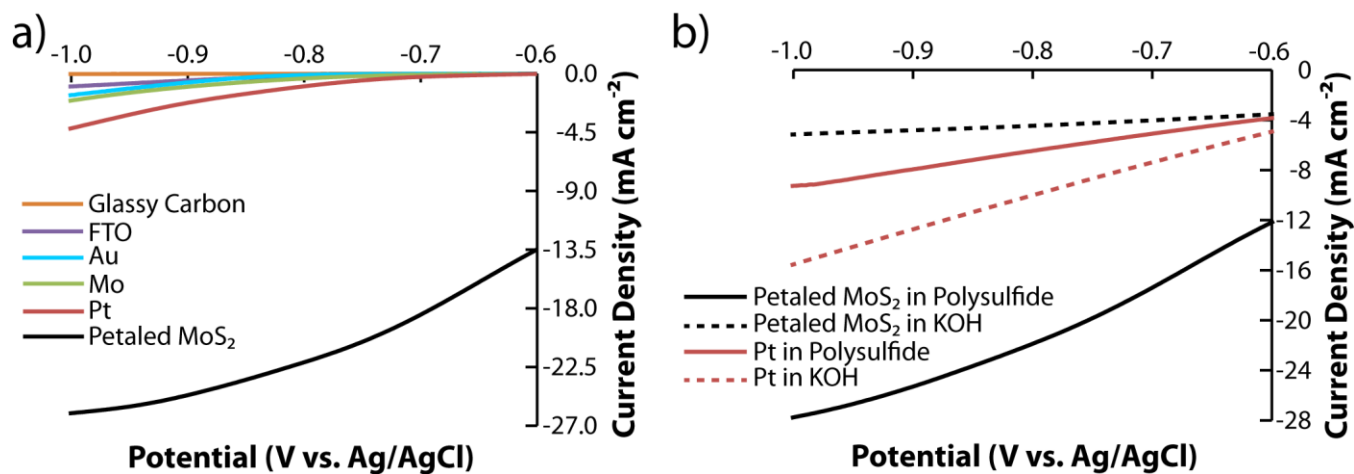 a)
-1.0 -0.9 -0.8 -0.7 -0.6
0.0
-4.5
-9.0
-13.5
-18.0
-22.5
-27.0
Current Density (mA cm⁻²)
Glassy Carbon
FTO
Au
Mo
Pt
Petaled MoS₂
Potential (V vs. Ag/AgCl)
b)
-1.0 -0.9 -0.8 -0.7 -0.6
0
-4
-8
-12
-16
-20
-24
-28
Current Density (mA cm⁻²)
Petaled MoS₂ in Polysulfide
Petaled MoS₂ in KOH
Pt in Polysulfide
Pt in KOH
Potential (V vs. Ag/AgCl)